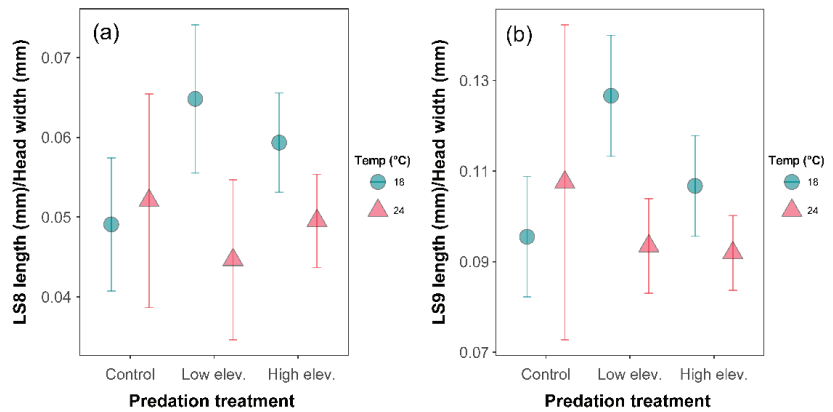 (a)
LS8 length (mm)/Head width (mm)
0.07
0.06
0.05
0.04
Control Low elev. High elev.
Predation treatment
Temp (°C)
18
24
(b)
LS9 length (mm)/Head width (mm)
0.13
0.11
0.09
0.07
Control Low elev. High elev.
Predation treatment
Temp (°C)
18
24